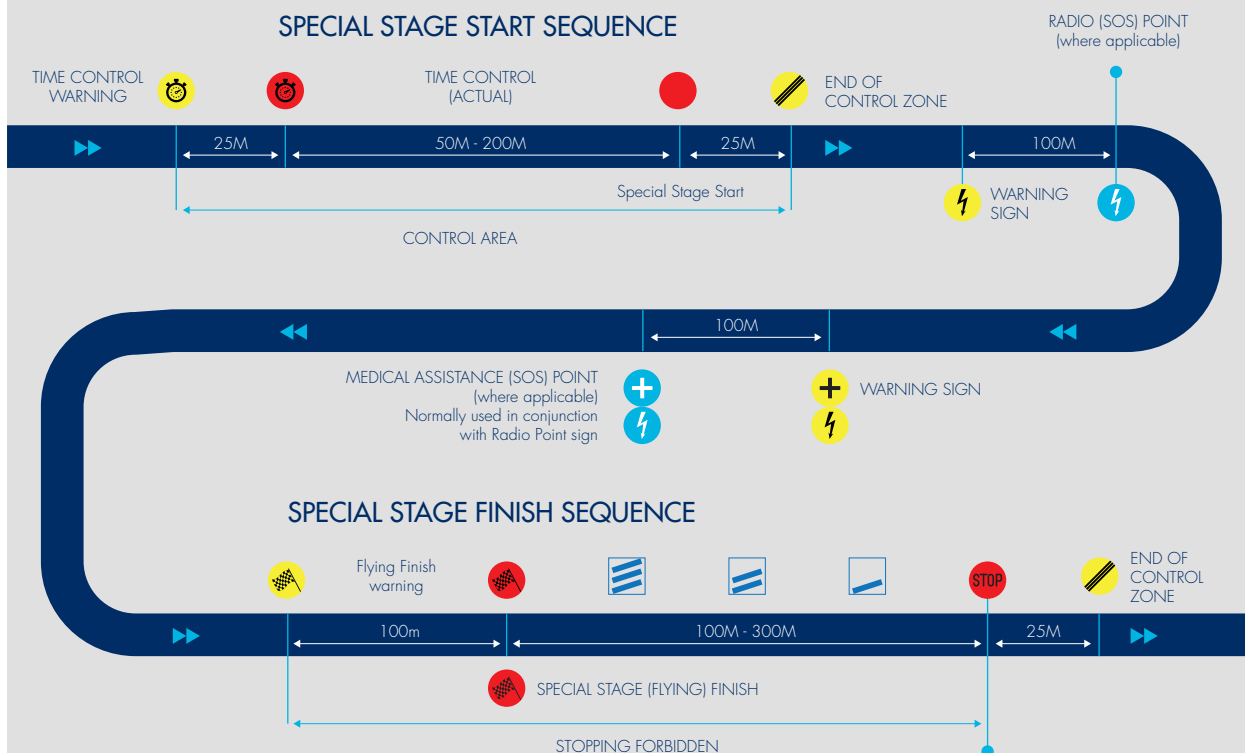 SPECIAL STAGE START SEQUENCE
RADIO (SOS) POINT
(where applicable)
TIME CONTROL
WARNING
TIME CONTROL
(ACTUAL)
END OF
CONTROL ZONE
25M
50M - 200M
25M
100M
Special Stage Start
WARNING
SIGN
CONTROL AREA
100M
MEDICAL ASSISTANCE (SOS) POINT
(where applicable)
Normally used in conjunction
with Radio Point sign
WARNING SIGN
SPECIAL STAGE FINISH SEQUENCE
Flying Finish
warning
STOP
END OF
CONTROL
ZONE
100m
100M - 300M
25M
SPECIAL STAGE (FLYING) FINISH
STOPPING FORBIDDEN